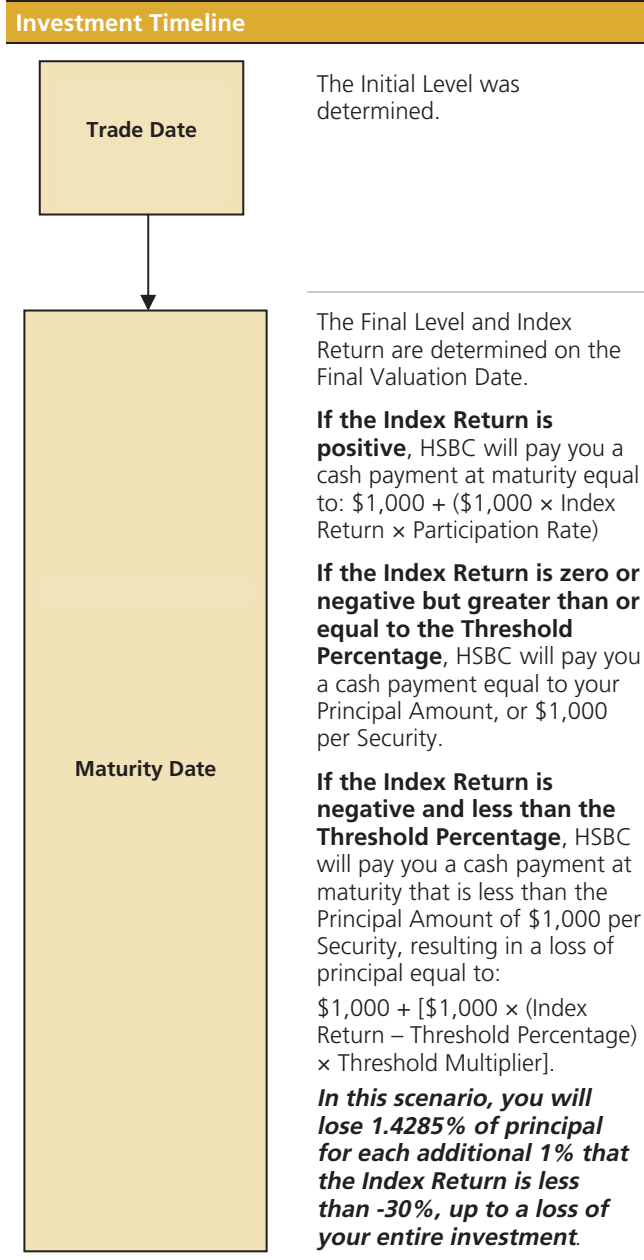 Investment Timeline
Trade Date
The Initial Level was
determined.
Maturity Date
The Final Level and Index
Return are determined on the
Final Valuation Date.
If the Index Return is
positive, HSBC will pay you a
cash payment at maturity equal
to: $1,000 + ($1,000 × Index
Return × Participation Rate)
If the Index Return is zero or
negative but greater than or
equal to the Threshold
Percentage, HSBC will pay you
a cash payment equal to your
Principal Amount, or $1,000
per Security.
If the Index Return is
negative and less than the
Threshold Percentage, HSBC
will pay you a cash payment at
maturity that is less than the
Principal Amount of $1,000 per
Security, resulting in a loss of
principal equal to:
$1,000 + [$1,000 × (Index
Return – Threshold Percentage)
× Threshold Multiplier].
In this scenario, you will
lose 1.4285% of principal
for each additional 1% that
the Index Return is less
than -30%, up to a loss of
your entire investment.